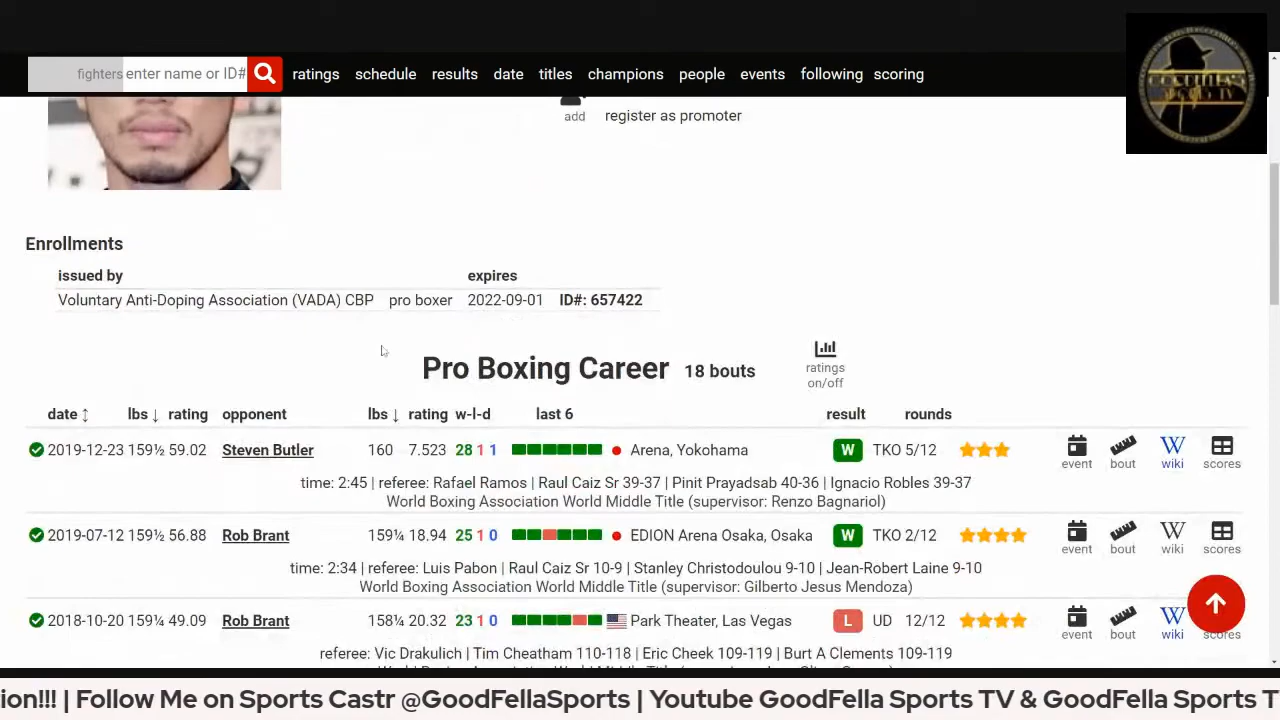 GOODFELLA
SPORTS TV
fighters enter name or ID# ratings schedule results date titles champions people events following scoring
add register as promoter
Enrollments
issued by expires
Voluntary Anti-Doping Association (VADA) CBP pro boxer 2022-09-01 ID#: 657422
Pro Boxing Career 18 bouts ratings on/off
date ↕ lbs ↓ rating opponent lbs ↓ rating w-l-d last 6 result rounds
2019-12-23 159½ 59.02 Steven Butler 160 7.523 28 1 1 Arena, Yokohama W TKO 5/12 event bout wiki scores
time: 2:45 | referee: Rafael Ramos | Raul Caiz Sr 39-37 | Pinit Prayadsab 40-36 | Ignacio Robles 39-37
World Boxing Association World Middle Title (supervisor: Renzo Bagnariol)
2019-07-12 159½ 56.88 Rob Brant 159¼ 18.94 25 1 0 EDION Arena Osaka, Osaka W TKO 2/12 event bout wiki scores
time: 2:34 | referee: Luis Pabon | Raul Caiz Sr 10-9 | Stanley Christodoulou 9-10 | Jean-Robert Laine 9-10
World Boxing Association World Middle Title (supervisor: Gilberto Jesus Mendoza)
2018-10-20 159¼ 49.09 Rob Brant 158¼ 20.32 23 1 0 Park Theater, Las Vegas L UD 12/12 event bout wiki scores
referee: Vic Drakulich | Tim Cheatham 110-118 | Eric Cheek 109-119 | Burt A Clements 109-119
ion!!! | Follow Me on Sports Castr @GoodFellaSports | Youtube GoodFella Sports TV & GoodFella Sports T